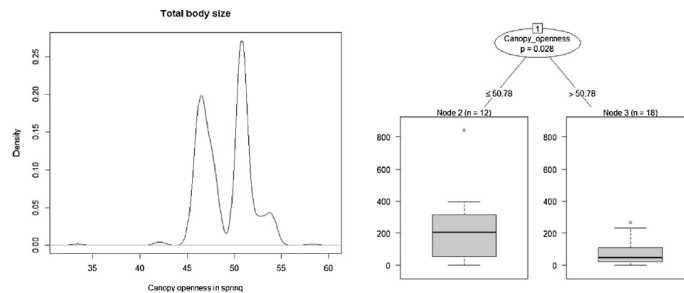 Total body size
Density
0.00
0.05
0.10
0.15
0.20
0.25
35 40 45 50 55 60
Canopy openness in spring
1
Canopy_openness
p = 0.028
≤ 50.78 > 50.78
Node 2 (n = 12) Node 3 (n = 18)
800 800
600 600
400 400
200 200
0 0